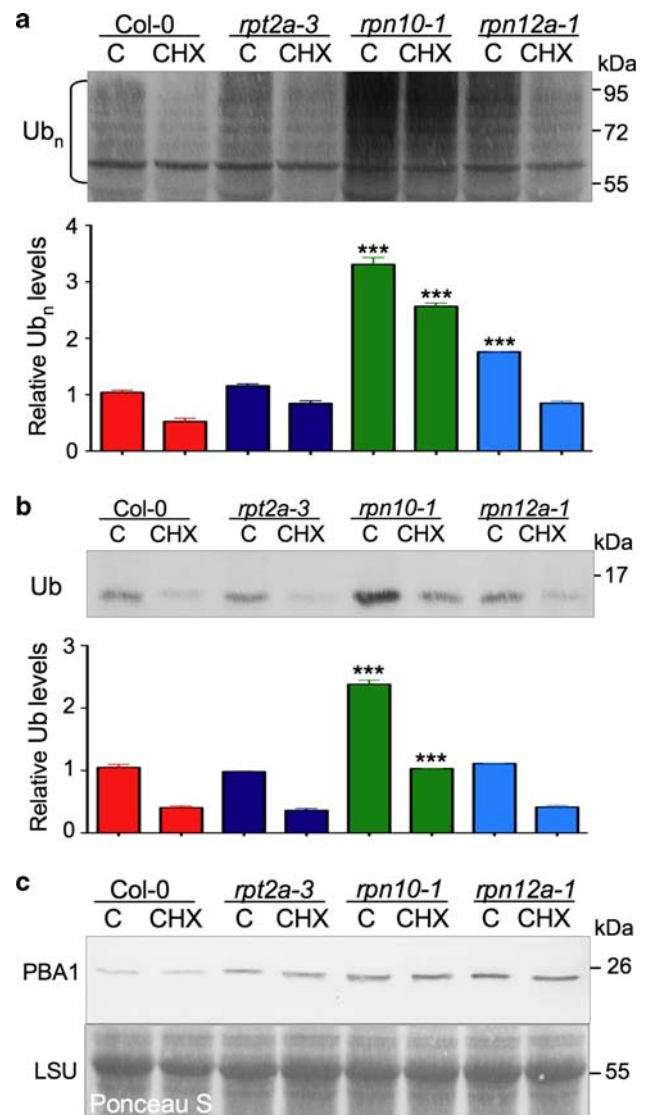 a
Col-0 rpt2a-3 rpn10-1 rpn12a-1
C CHX C CHX C CHX C CHX kDa
Ubn
95
72
55
Relative Ubn levels
4
3
2
1
0
*** *** ***
b
Col-0 rpt2a-3 rpn10-1 rpn12a-1
C CHX C CHX C CHX C CHX kDa
Ub
17
Relative Ub levels
3
2
1
0
*** ***
c
Col-0 rpt2a-3 rpn10-1 rpn12a-1
C CHX C CHX C CHX C CHX kDa
PBA1 26
LSU 55
Ponceau S